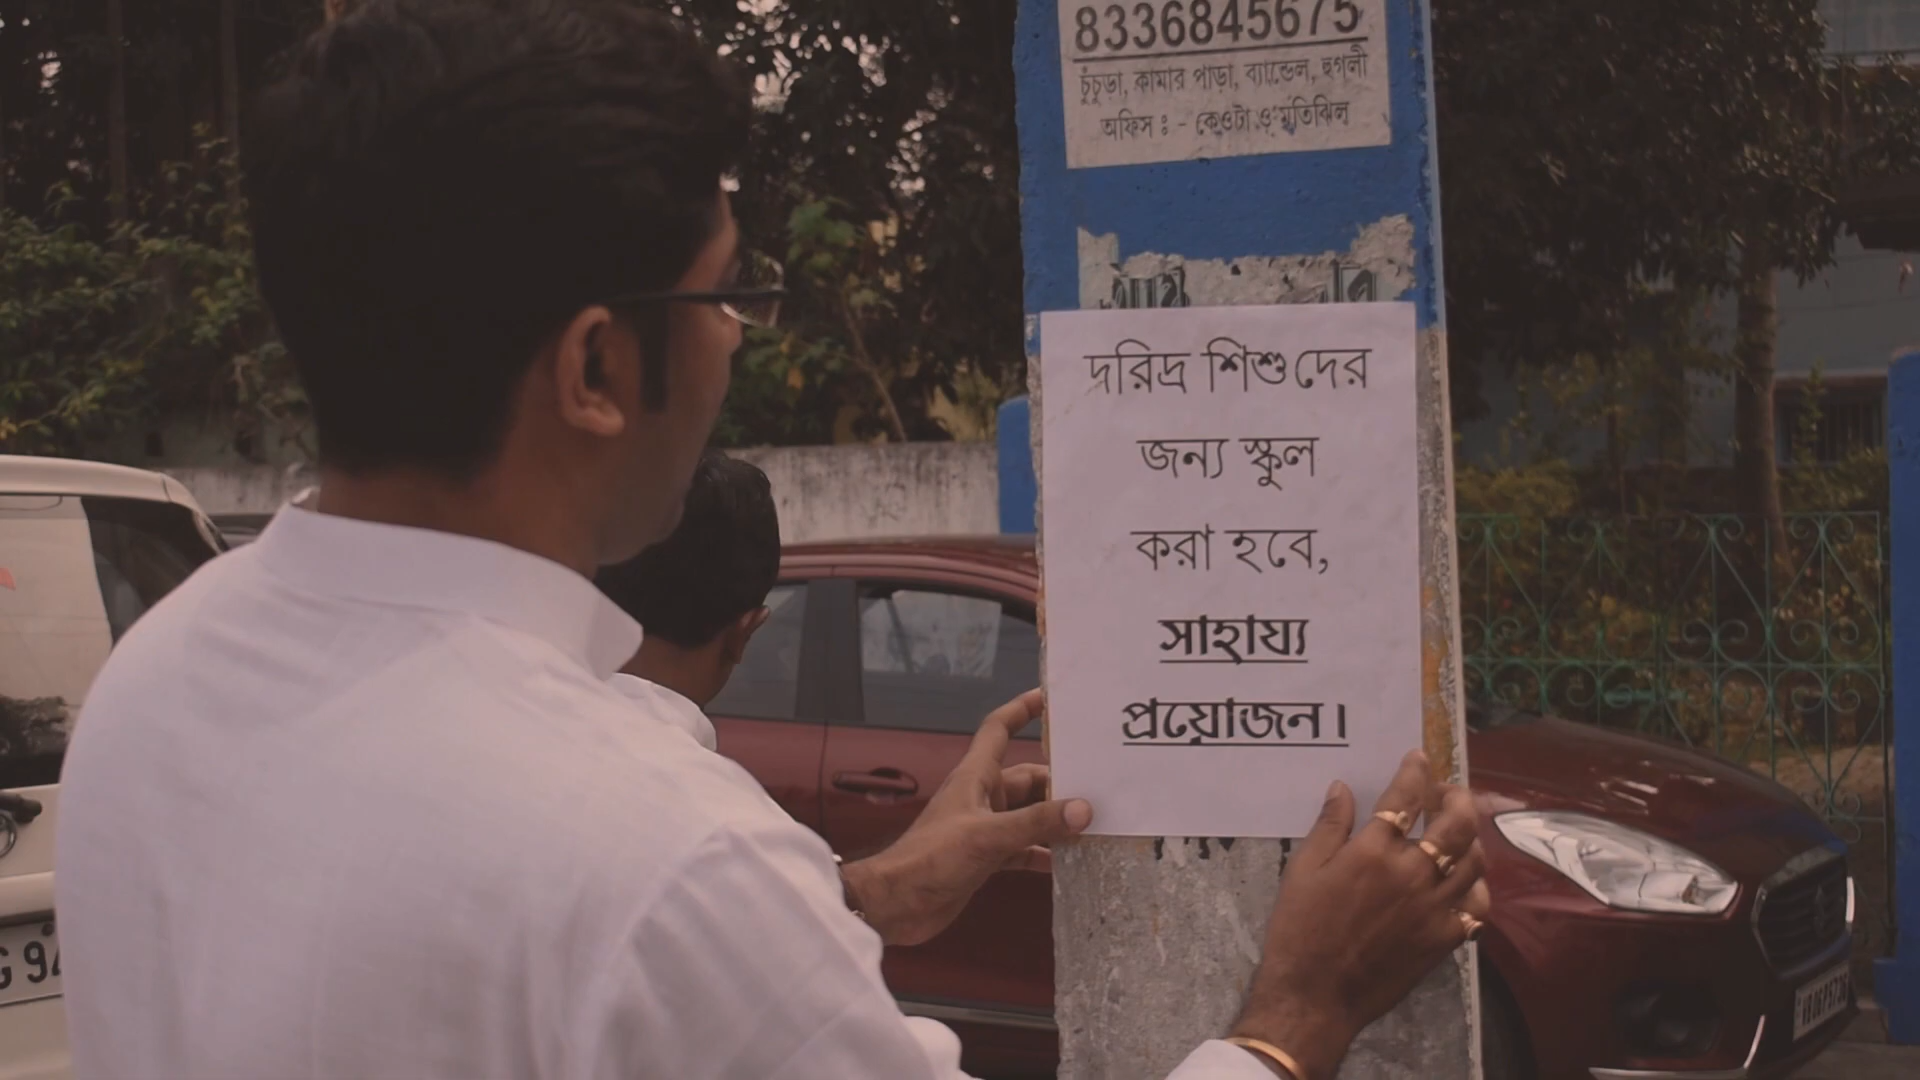 8336845675
চুঁচুড়া, কামার পাড়া, ব্যান্ডেল, হুগলী
অফিস ঃ - কেওটা ও মতিঝিল
দরিদ্র শিশুদের
জন্য স্কুল
করা হবে,
সাহায্য
প্রয়োজন।